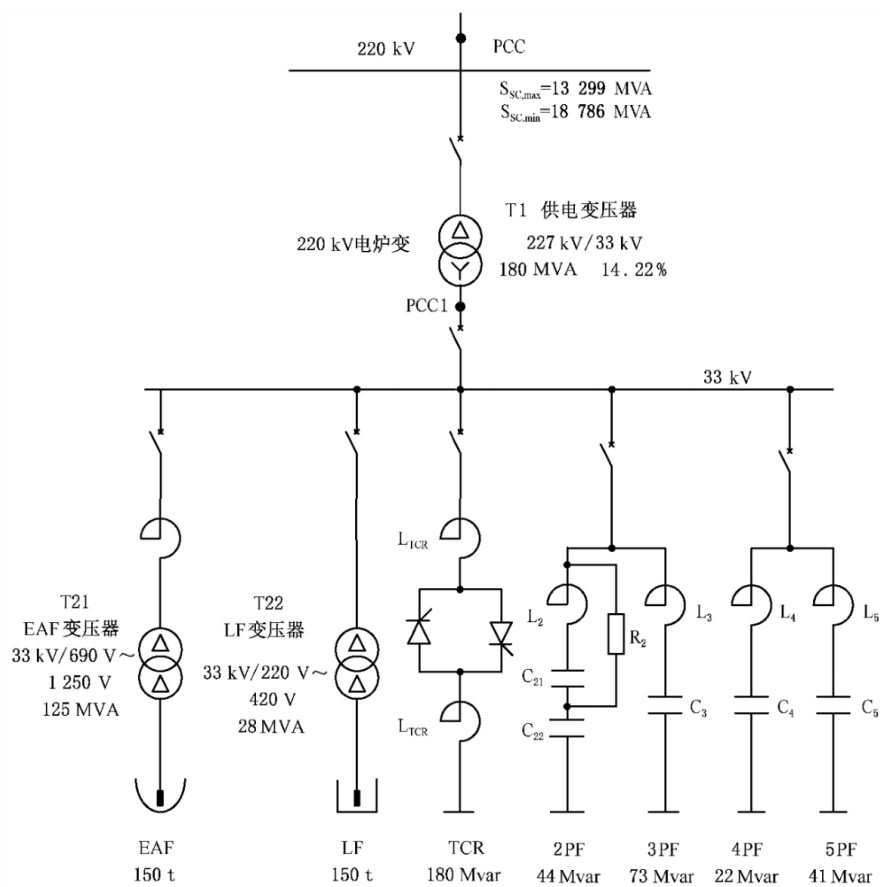 220 kV
PCC
S_SC,max=13 299 MVA
S_SC,min=18 786 MVA
T1 供电变压器
227 kV/33 kV
180 MVA 14.22%
220 kV电炉变
PCC1
33 kV
T21
EAF变压器
33 kV/690 V～
1 250 V
125 MVA
T22
LF变压器
33 kV/220 V～
420 V
28 MVA
L_TCR
L_TCR
L_2
C_21
C_22
R_2
L_3
C_3
L_4
C_4
L_5
C_5
EAF
150 t
LF
150 t
TCR
180 Mvar
2PF
44 Mvar
3PF
73 Mvar
4PF
22 Mvar
5PF
41 Mvar